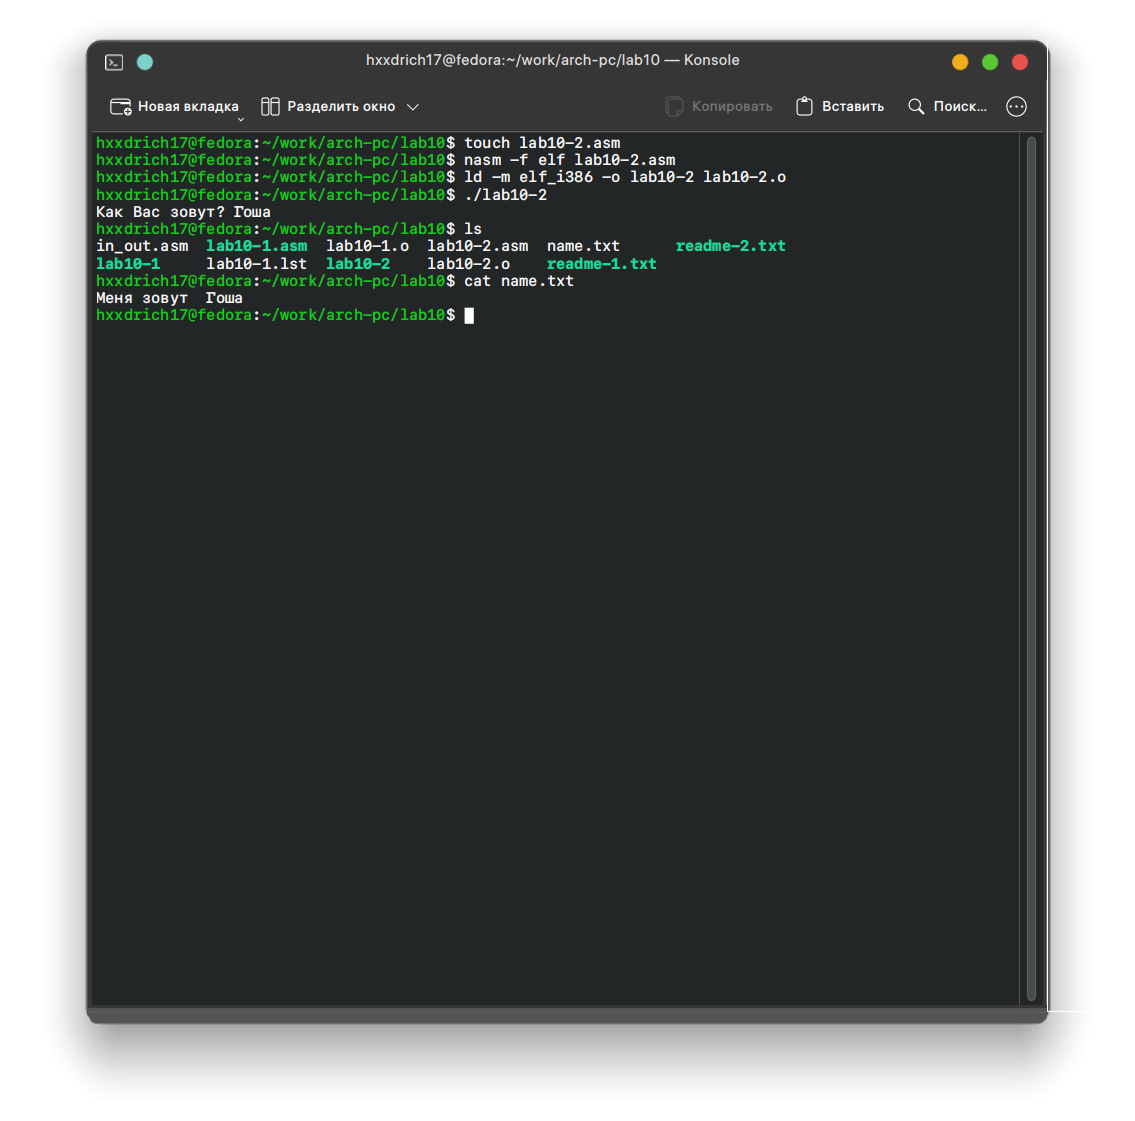 hxxdrich17@fedora:~/work/arch-pc/lab10 — Konsole
Новая вкладка Разделить окно Копировать Вставить Поиск...
hxxdrich17@fedora:~/work/arch-pc/lab10$ touch lab10-2.asm
hxxdrich17@fedora:~/work/arch-pc/lab10$ nasm -f elf lab10-2.asm
hxxdrich17@fedora:~/work/arch-pc/lab10$ ld -m elf_i386 -o lab10-2 lab10-2.o
hxxdrich17@fedora:~/work/arch-pc/lab10$ ./lab10-2
Как Вас зовут? Гоша
hxxdrich17@fedora:~/work/arch-pc/lab10$ ls
in_out.asm  lab10-1.asm  lab10-1.o  lab10-2.asm  name.txt      readme-2.txt
lab10-1     lab10-1.lst  lab10-2    lab10-2.o    readme-1.txt
hxxdrich17@fedora:~/work/arch-pc/lab10$ cat name.txt
Меня зовут  Гоша
hxxdrich17@fedora:~/work/arch-pc/lab10$